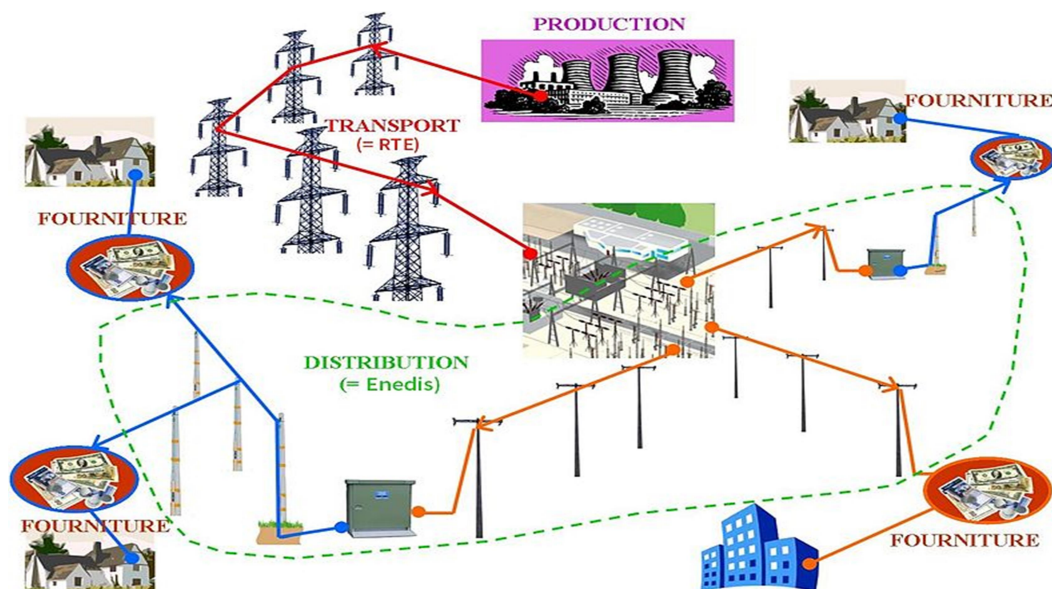 PRODUCTION
TRANSPORT
(= RTE)
FOURNITURE
FOURNITURE
DISTRIBUTION
(= Enedis)
FOURNITURE
FOURNITURE